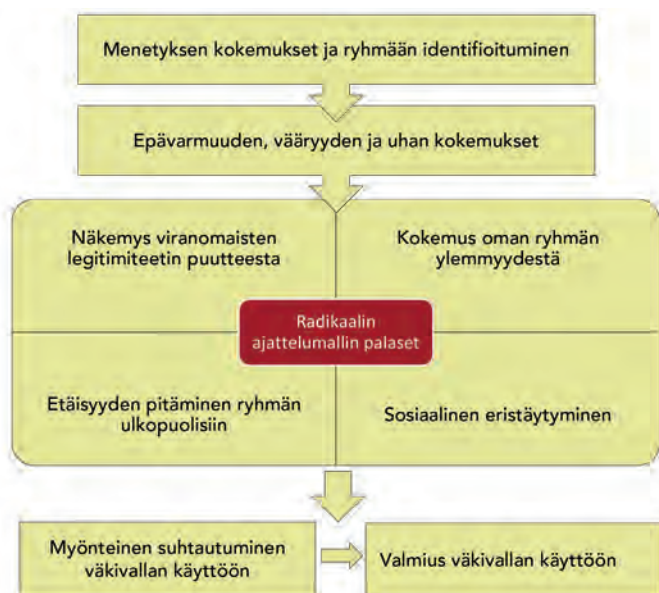 Menetyksen kokemukset ja ryhmään identifioituminen
Epävarmuuden, vääryyden ja uhan kokemukset
Näkemys viranomaisten
legitimiteetin puutteesta
Kokemus oman ryhmän
ylemmyydestä
Radikaalin
ajattelumallin palaset
Etäisyyden pitäminen ryhmän
ulkopuolisiin
Sosiaalinen eristäytyminen
Myönteinen suhtautuminen
väkivallan käyttöön
Valmius väkivallan käyttöön